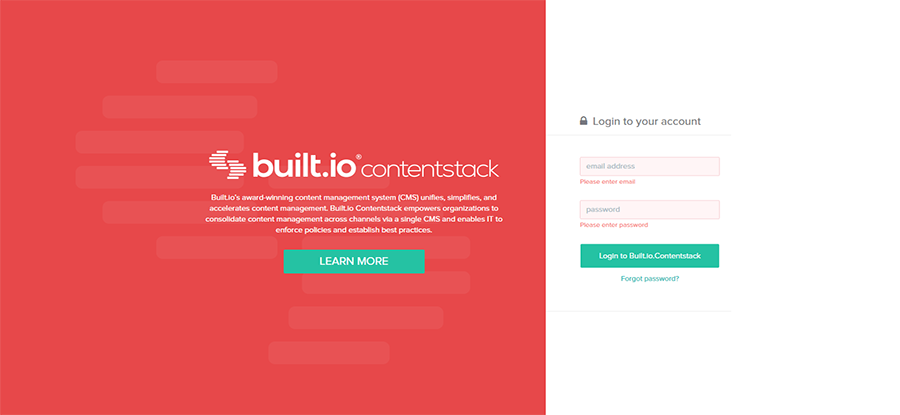 built.io® contentstack
Built.io's award-winning content management system (CMS) unifies, simplifies, and
accelerates content management. Built.io Contentstack empowers organizations to
consolidate content management across channels via a single CMS and enables IT to
enforce policies and establish best practices.
LEARN MORE
Login to your account
email address
Please enter email
password
Please enter password
Login to Built.io.Contentstack
Forgot password?